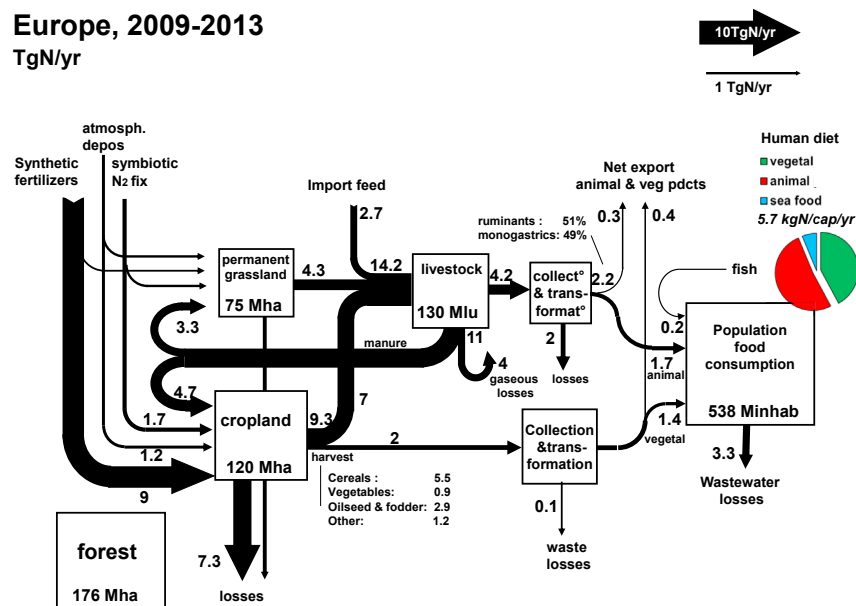 Europe, 2009-2013
TgN/yr
10TgN/yr
1 TgN/yr
atmosph.
depos
Synthetic
fertilizers
symbiotic
N2 fix
Import feed
2.7
Net export
animal & veg pdcts
0.3
0.4
ruminants : 51%
monogastrics: 49%
Human diet
vegetal
animal
sea food
5.7 kgN/cap/yr
permanent
grassland
75 Mha
4.3
14.2
livestock
130 Mlu
4.2
collect°
& trans-
format°
2.2
fish
0.2
Population
food
consumption
538 Minhab
3.3
manure
11
4
gaseous
losses
2
losses
1.7
animal
1.4
vegetal
4.7
1.7
1.2
9
cropland
120 Mha
9.3
7
harvest
2
Collection
&trans-
formation
Cereals : 5.5
Vegetables: 0.9
Oilseed & fodder: 2.9
Other: 1.2
0.1
waste
losses
3.3
Wastewater
losses
forest
176 Mha
7.3
losses